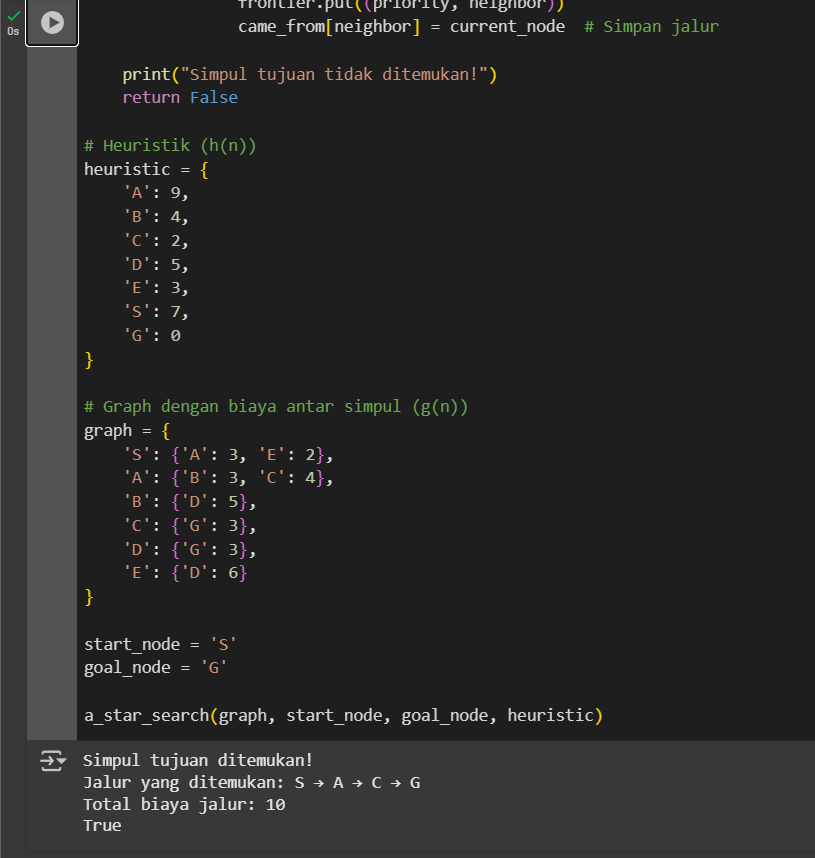 0s
frontier.put((priority, neighbor))
came_from[neighbor] = current_node  # Simpan jalur
print("Simpul tujuan tidak ditemukan!")
return False
# Heuristik (h(n))
heuristic = {
'A': 9,
'B': 4,
'C': 2,
'D': 5,
'E': 3,
'S': 7,
'G': 0
}
# Graph dengan biaya antar simpul (g(n))
graph = {
'S': {'A': 3, 'E': 2},
'A': {'B': 3, 'C': 4},
'B': {'D': 5},
'C': {'G': 3},
'D': {'G': 3},
'E': {'D': 6}
}
start_node = 'S'
goal_node = 'G'
a_star_search(graph, start_node, goal_node, heuristic)
Simpul tujuan ditemukan!
Jalur yang ditemukan: S → A → C → G
Total biaya jalur: 10
True